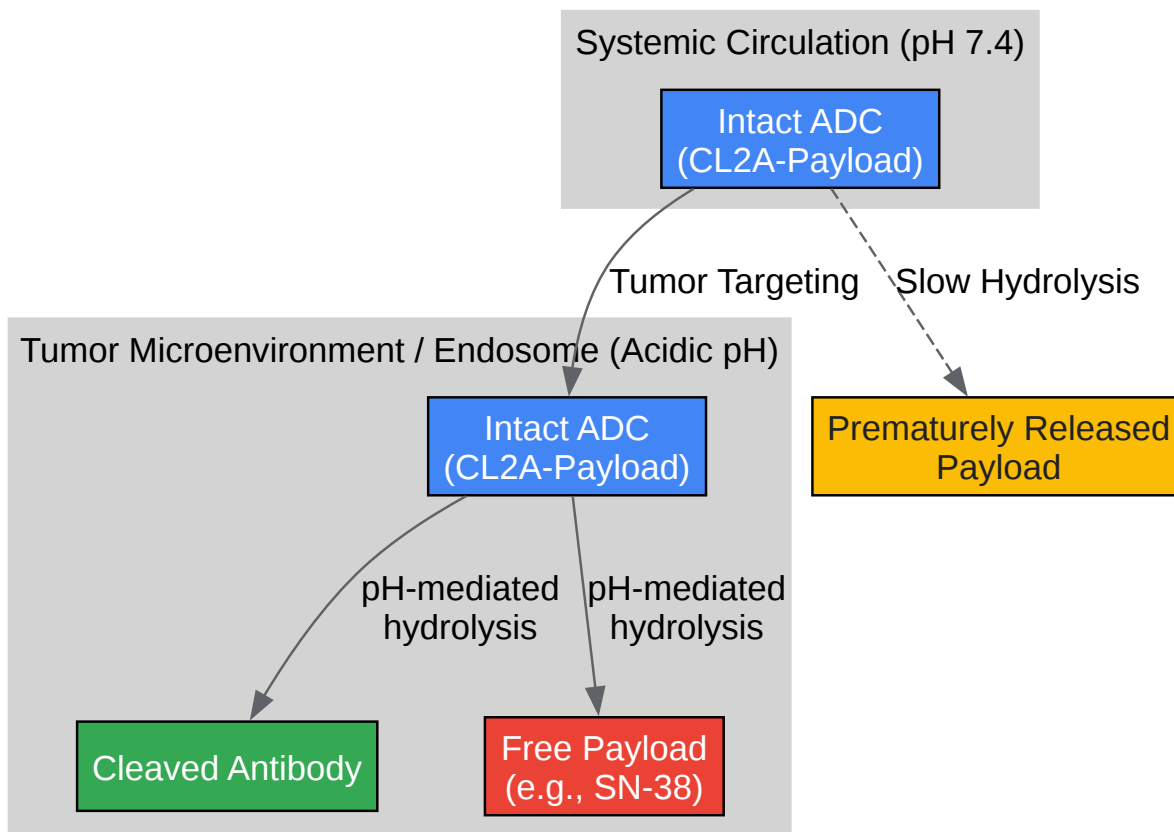 Systemic Circulation (pH 7.4)
Intact ADC
(CL2A-Payload)
Tumor Targeting
Slow Hydrolysis
Tumor Microenvironment / Endosome (Acidic pH)
Intact ADC
(CL2A-Payload)
Prematurely Released
Payload
pH-mediated
hydrolysis
pH-mediated
hydrolysis
Cleaved Antibody
Free Payload
(e.g., SN-38)